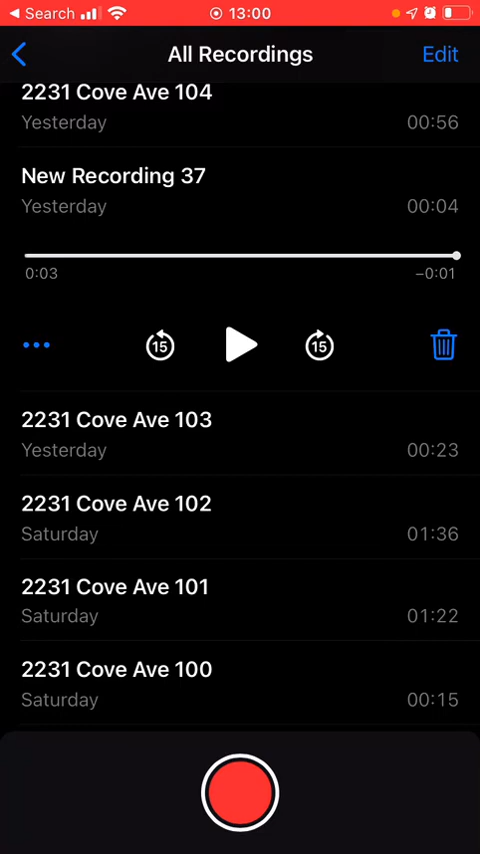 Search 13:00
All Recordings Edit
2231 Cove Ave 104
Yesterday 00:56
New Recording 37
Yesterday 00:04
0:03 −0:01
15 15
2231 Cove Ave 103
Yesterday 00:23
2231 Cove Ave 102
Saturday 01:36
2231 Cove Ave 101
Saturday 01:22
2231 Cove Ave 100
Saturday 00:15